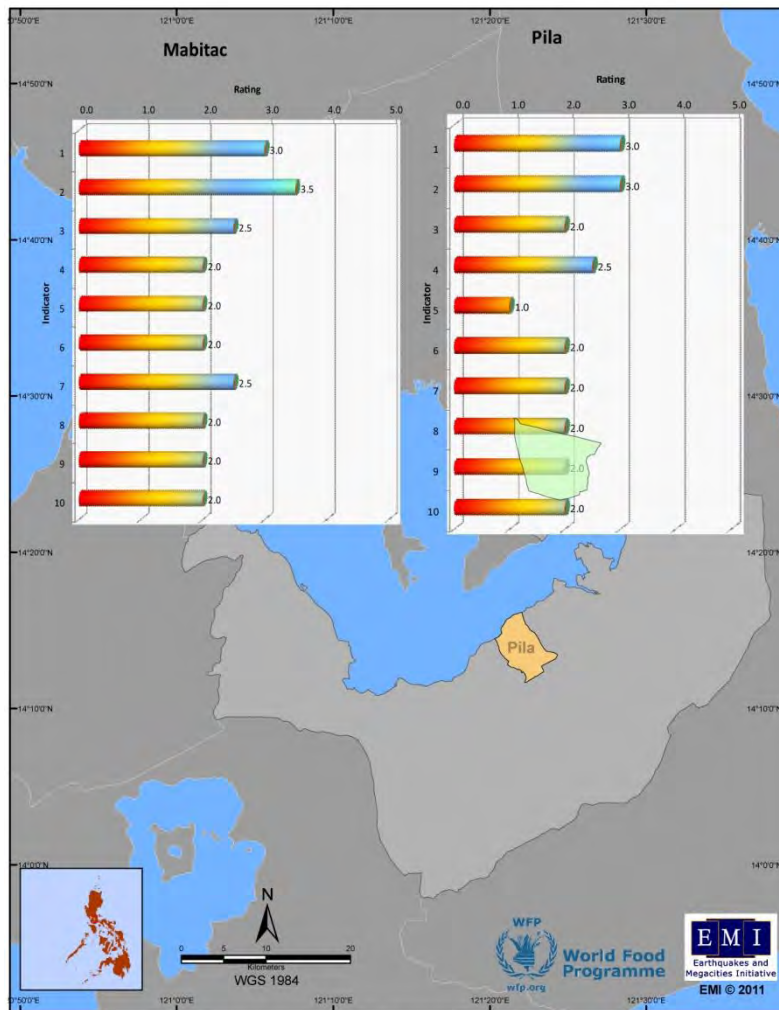 0°50'0"E 121°0'0"E 121°20'0"E 121°30'0"E
Mabitac
Pila
14°50'0"N
14°50'0"N
Rating
0.0 1.0 2.0 3.0 4.0 5.0
Indicator
1 3.0
2 3.5
3 2.5
4 2.0
5 2.0
6 2.0
7 2.5
8 2.0
9 2.0
10 2.0
Rating
0.0 1.0 2.0 3.0 4.0 5.0
Indicator
1 3.0
2 3.0
3 2.0
4 2.5
5 1.0
6 2.0
7 2.0
8 2.0
9 2.0
10 2.0
14°40'0"N
14°40'0"N
14°30'0"N
14°30'0"N
14°20'0"N
14°20'0"N
Pila
14°10'0"N
14°10'0"N
14°0'0"N
14°0'0"N
N
0 5 10 20
Kilometers
WGS 1984
WFP
wfp.org
World Food
Programme
EMI
Earthquakes and
Megacities Initiative
EMI © 2011
0°50'0"E 121°0'0"E 121°10'0"E 121°20'0"E 121°30'0"E